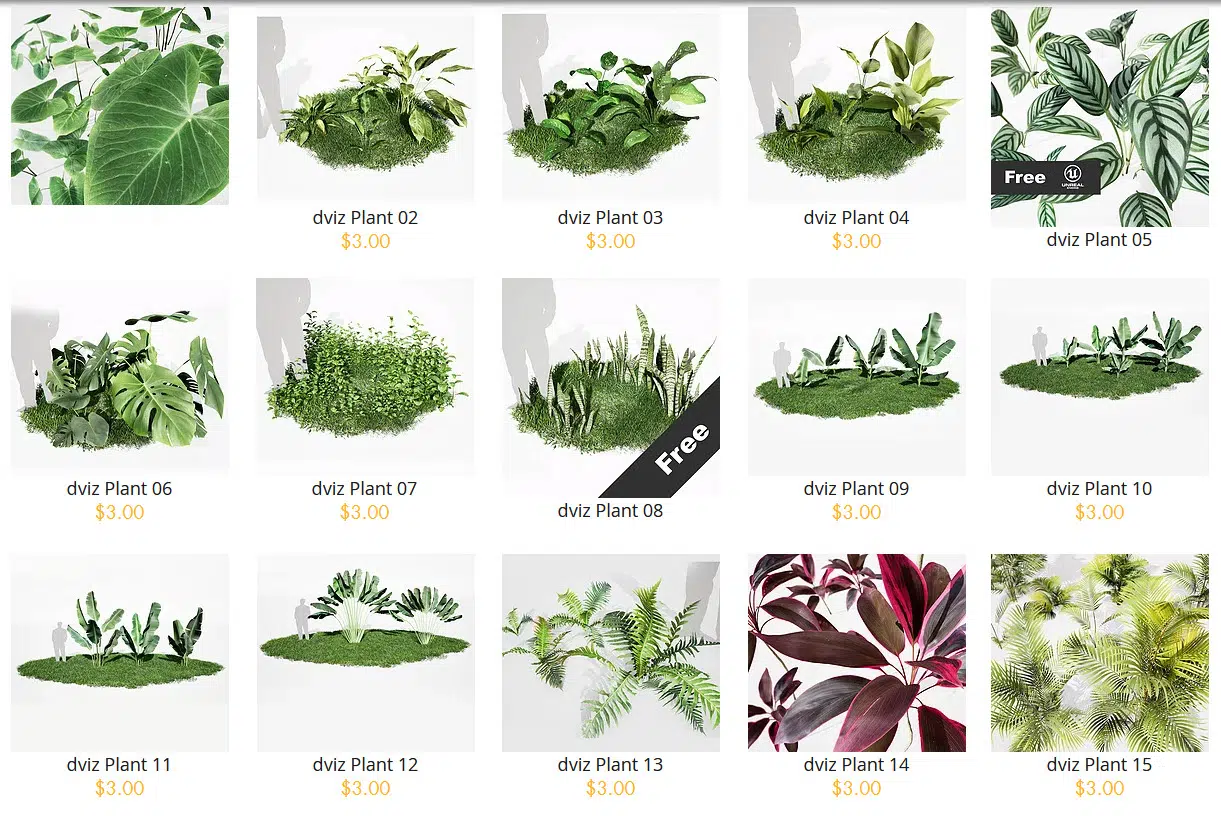 Free
UNREAL
dviz Plant 02
$3.00
dviz Plant 03
$3.00
dviz Plant 04
$3.00
dviz Plant 05
Free
dviz Plant 06
$3.00
dviz Plant 07
$3.00
dviz Plant 08
dviz Plant 09
$3.00
dviz Plant 10
$3.00
dviz Plant 11
$3.00
dviz Plant 12
$3.00
dviz Plant 13
$3.00
dviz Plant 14
$3.00
dviz Plant 15
$3.00